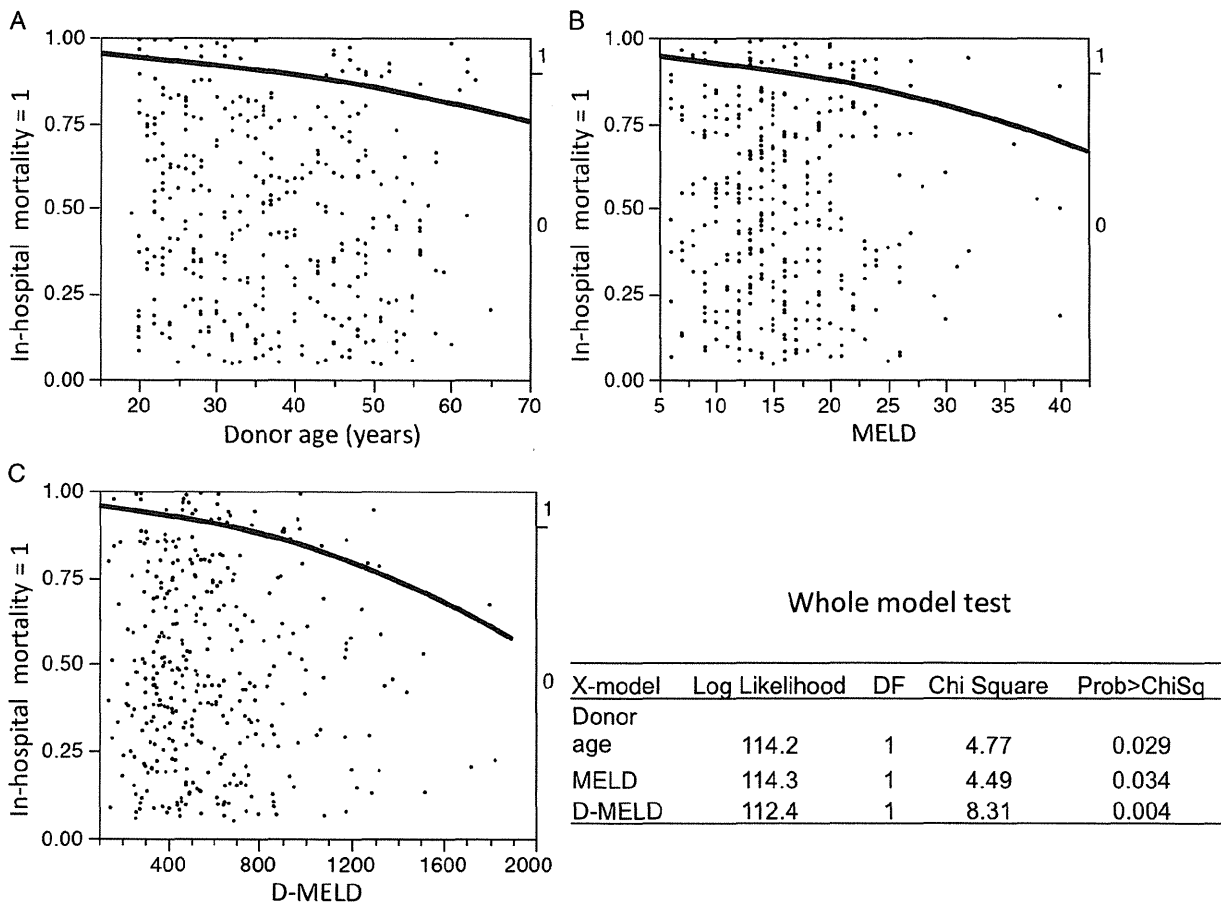 A
In-hospital mortality = 1
1.00
0.75
0.50
0.25
0.00
1
0
20 30 40 50 60 70
Donor age (years)
B
In-hospital mortality = 1
1.00
0.75
0.50
0.25
0.00
1
0
5 10 15 20 25 30 35 40
MELD
C
In-hospital mortality = 1
1.00
0.75
0.50
0.25
0.00
1
0
400 800 1200 1600 2000
D-MELD
Whole model test
X-model Log Likelihood DF Chi Square Prob>ChiSq
Donor
age 114.2 1 4.77 0.029
MELD 114.3 1 4.49 0.034
D-MELD 112.4 1 8.31 0.004